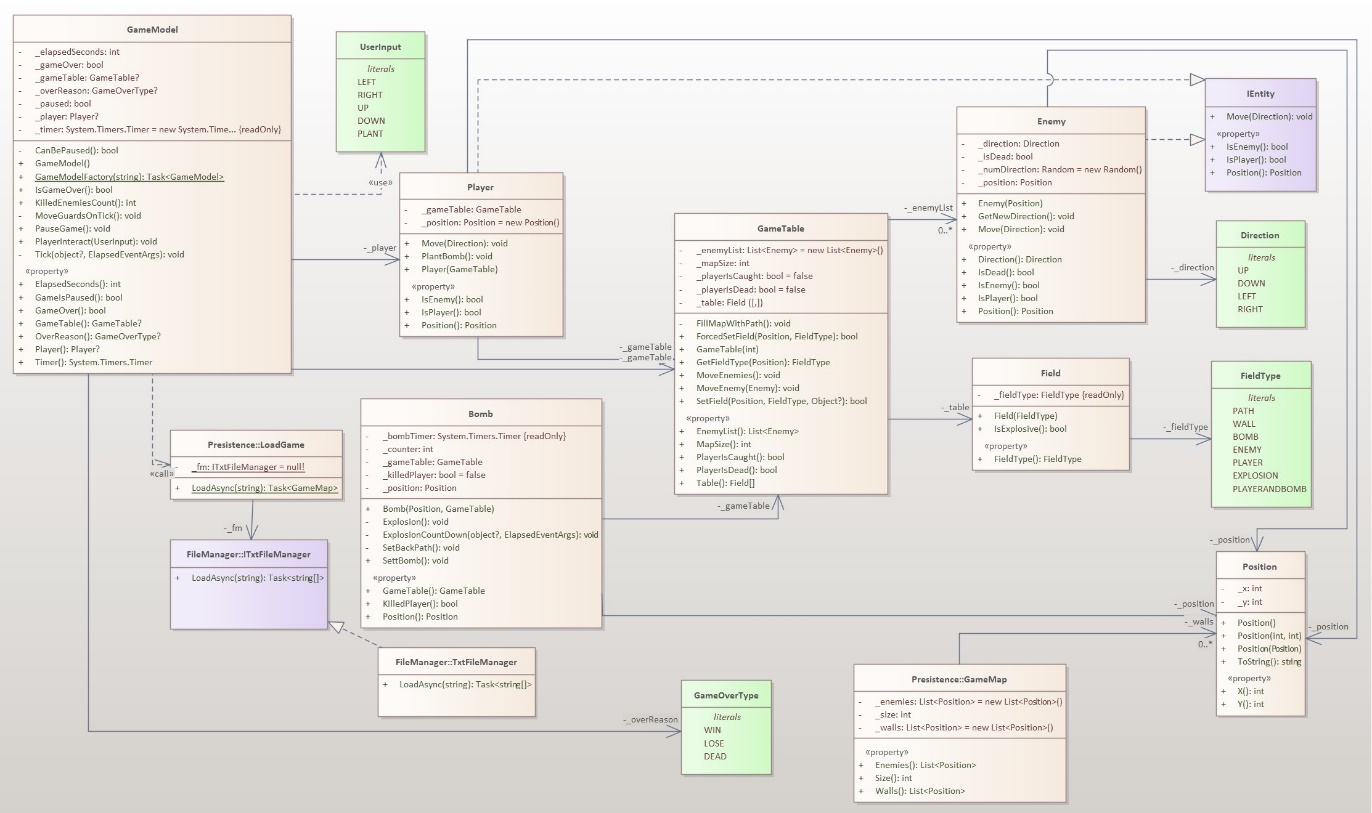 GameModel
- _elapsedSeconds: int
- _gameOver: bool
- _gameTable: GameTable?
- _overReason: GameOverType?
- _paused: bool
- _player: Player?
- _timer: System.Timers.Timer = new System.Time... {readOnly}
- CanBePaused(): bool
+ GameModel()
+ GameModelFactory(string): Task<GameModel>
+ IsGameOver(): bool
+ KilledEnemiesCount(): int
- MoveGuardsOnTick(): void
+ PauseGame(): void
+ PlayerInteract(UserInput): void
- Tick(object?, ElapsedEventArgs): void
«property»
+ ElapsedSeconds(): int
+ GameIsPaused(): bool
+ GameOver(): bool
+ GameTable(): GameTable?
+ OverReason(): GameOverType?
+ Player(): Player?
+ Timer(): System.Timers.Timer
UserInput
literals
LEFT
RIGHT
UP
DOWN
PLANT
«use»
Player
- _gameTable: GameTable
- _position: Position = new Position()
+ Move(Direction): void
+ PlantBomb(): void
+ Player(GameTable)
«property»
+ IsEnemy(): bool
+ IsPlayer(): bool
+ Position(): Position
-_player
-_gameTable
-_gameTable
GameTable
- _enemyList: List<Enemy> = new List<Enemy>()
- _mapSize: int
- _playerIsCaught: bool = false
- _playerIsDead: bool = false
- _table: Field ([,])
- FillMapWithPath(): void
+ ForcedSetField(Position, FieldType): bool
+ GameTable(int)
+ GetFieldType(Position): FieldType
+ MoveEnemies(): void
+ MoveEnemy(Enemy): void
+ SetField(Position, FieldType, Object?): bool
«property»
+ EnemyList(): List<Enemy>
+ MapSize(): int
+ PlayerIsCaught(): bool
+ PlayerIsDead(): bool
+ Table(): Field[]
-_enemyList
0..*
Enemy
- _direction: Direction
- _isDead: bool
- _numDirection: Random = new Random()
- _position: Position
+ Enemy(Position)
+ GetNewDirection(): void
+ Move(Direction): void
«property»
+ Direction(): Direction
+ IsDead(): bool
+ IsEnemy(): bool
+ IsPlayer(): bool
+ Position(): Position
IEntity
+ Move(Direction): void
«property»
+ IsEnemy(): bool
+ IsPlayer(): bool
+ Position(): Position
-_direction
Direction
literals
UP
DOWN
LEFT
RIGHT
-_table
Field
- _fieldType: FieldType {readOnly}
+ Field(FieldType)
+ IsExplosive(): bool
«property»
+ FieldType(): FieldType
-_fieldType
FieldType
literals
PATH
WALL
BOMB
ENEMY
PLAYER
EXPLOSION
PLAYERANDBOMB
«call»
Presistence::LoadGame
- _fm: ITxtFileManager = null!
+ LoadAsync(string): Task<GameMap>
-_fm
FileManager::ITxtFileManager
+ LoadAsync(string): Task<string[]>
FileManager::TxtFileManager
+ LoadAsync(string): Task<string[]>
Bomb
- _bombTimer: System.Timers.Timer {readOnly}
- _counter: int
- _gameTable: GameTable
- _killedPlayer: bool = false
- _position: Position
+ Bomb(Position, GameTable)
- Explosion(): void
- ExplosionCountDown(object?, ElapsedEventArgs): void
- SetBackPath(): void
+ SettBomb(): void
«property»
+ GameTable(): GameTable
+ KilledPlayer(): bool
+ Position(): Position
-_gameTable
-_position
-_position
-_walls
0..*
-_position
Position
- _x: int
- _y: int
+ Position()
+ Position(int, int)
+ Position(Position)
+ ToString(): string
«property»
+ X(): int
+ Y(): int
Presistence::GameMap
- _enemies: List<Position> = new List<Position>()
- _size: int
- _walls: List<Position> = new List<Position>()
«property»
+ Enemies(): List<Position>
+ Size(): int
+ Walls(): List<Position>
-_overReason
GameOverType
literals
WIN
LOSE
DEAD